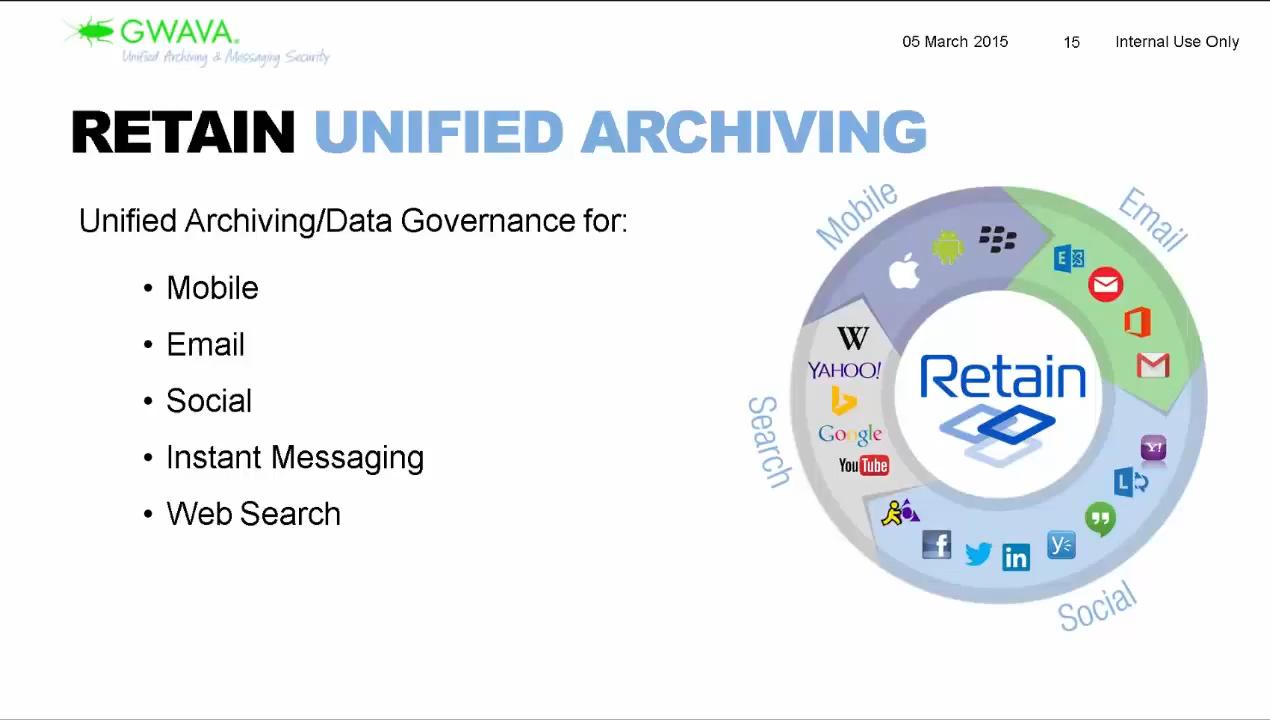 GWAVA®
Unified Archiving & Messaging Security
05 March 2015 15 Internal Use Only
RETAIN UNIFIED ARCHIVING
Unified Archiving/Data Governance for:
• Mobile
• Email
• Social
• Instant Messaging
• Web Search
Mobile
Email
Search
Social
Retain
E
W
YAHOO!
b
Google
YouTube
Y!
L
f
in
y